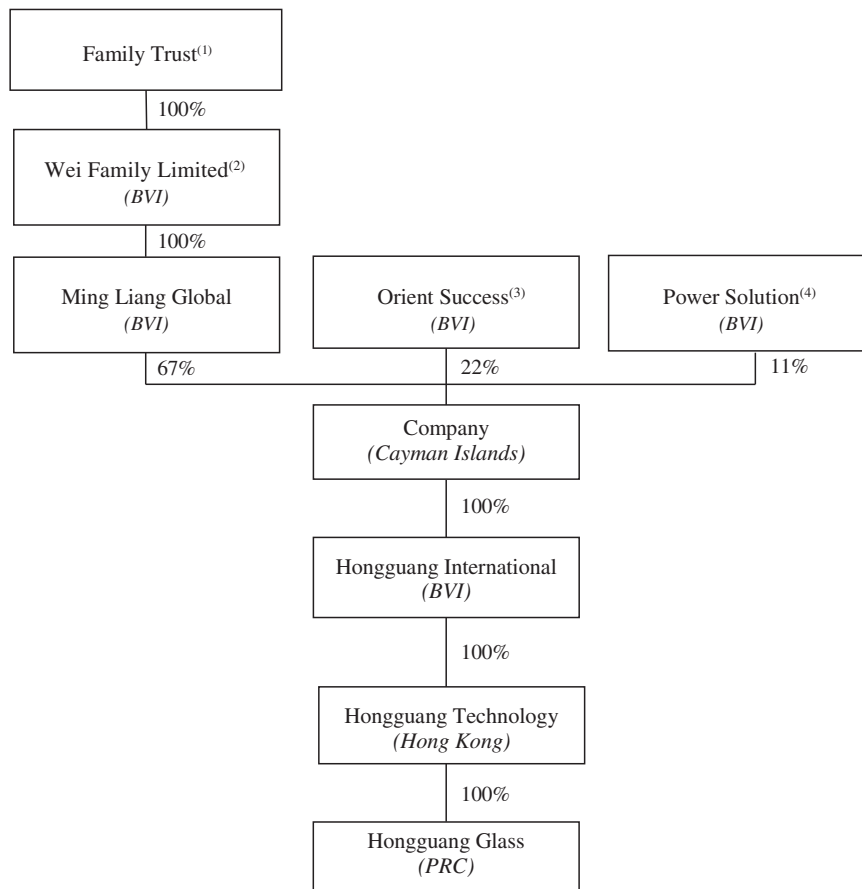 Family Trust(1)
100%
Wei Family Limited(2)
(BVI)
100%
Ming Liang Global
(BVI)
Orient Success(3)
(BVI)
Power Solution(4)
(BVI)
67%
22%
11%
Company
(Cayman Islands)
100%
Hongguang International
(BVI)
100%
Hongguang Technology
(Hong Kong)
100%
Hongguang Glass
(PRC)